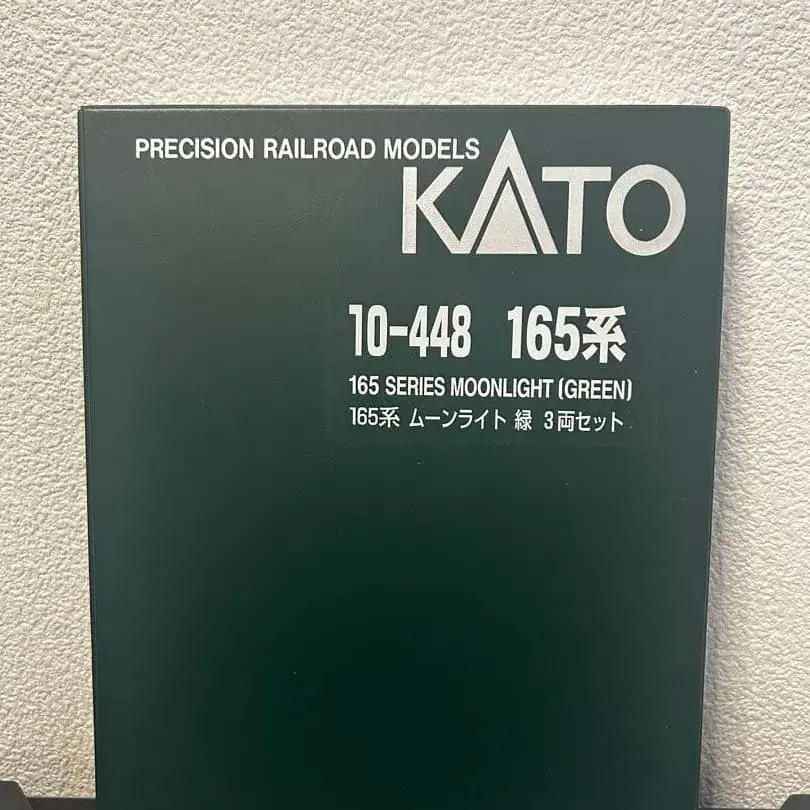 PRECISION RAILROAD MODELS
KATO
10-448 165系
165 SERIES MOONLIGHT (GREEN)
165系 ムーンライト 緑 3両セット